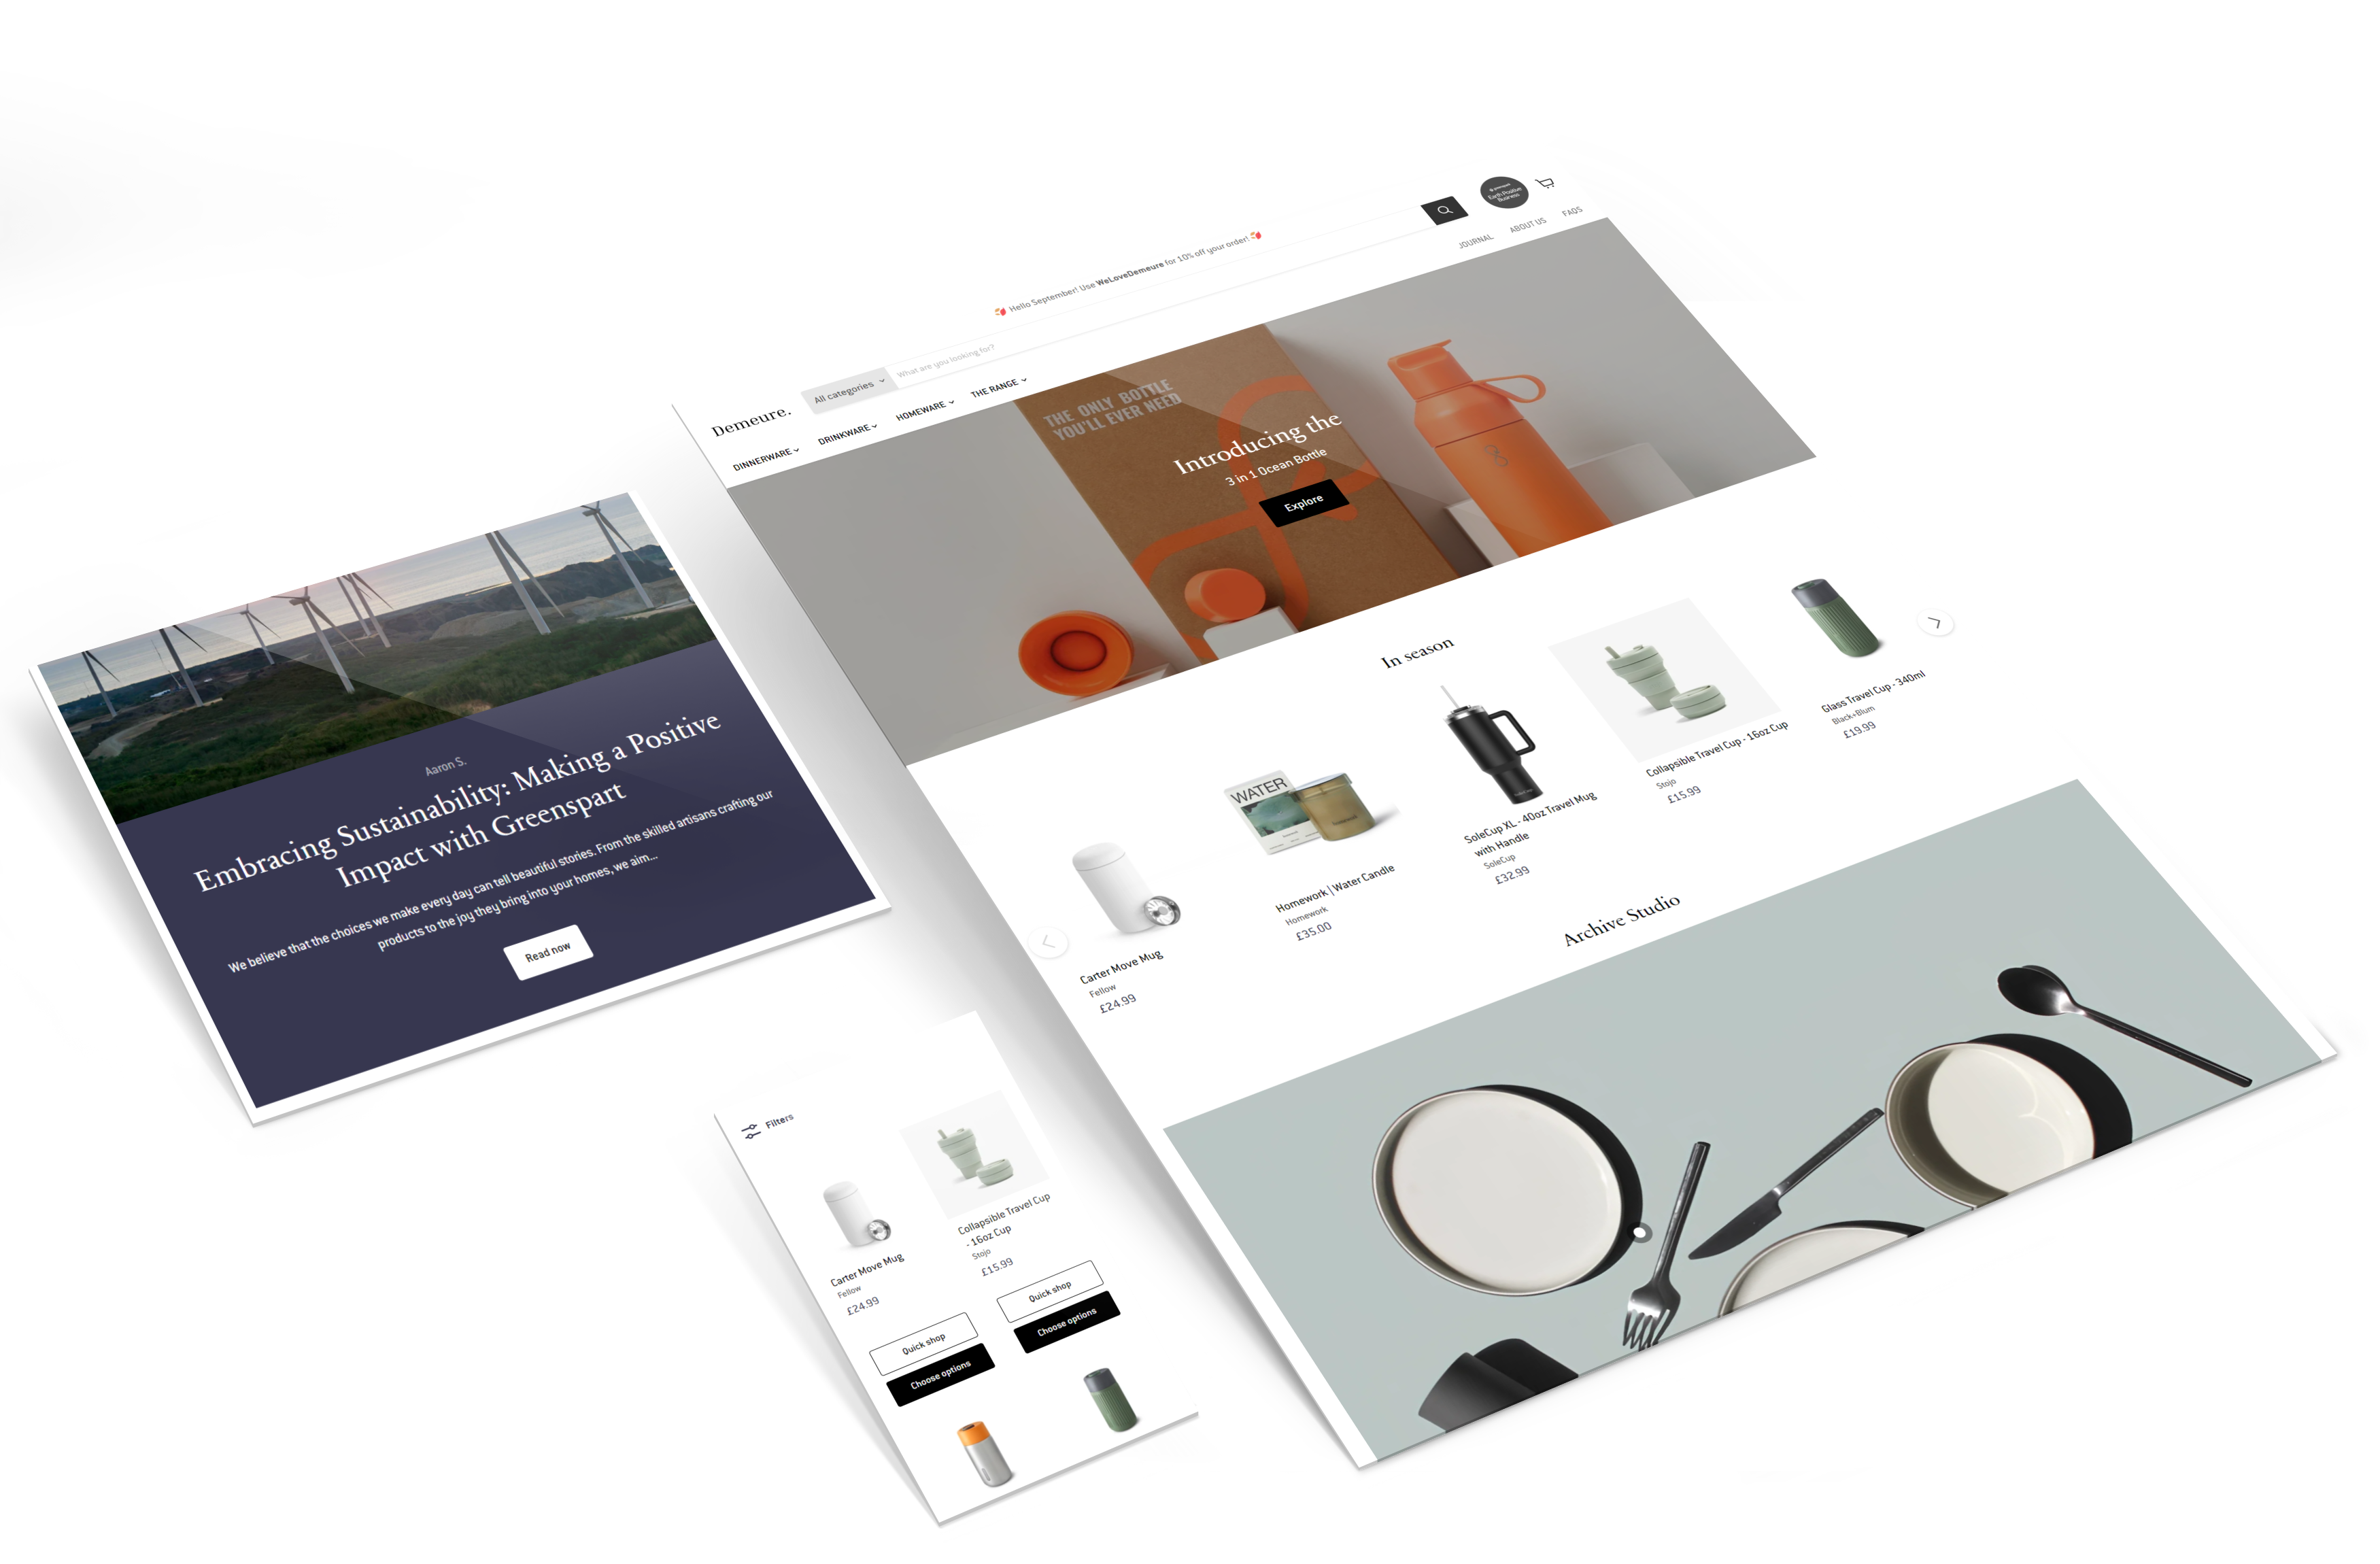 Hello September! Use WeLoveDemeure for 10% off your order!
Demeure.
All categories
What are you looking for?
Earth Positive
Business
DINNERWARE
DRINKWARE
HOMEWARE
THE RANGE
JOURNAL
ABOUT US
FAQS
THE ONLY BOTTLE
YOU'LL EVER NEED
Introducing the
3 in 1 Ocean Bottle
Explore
In season
WATER
Carter Move Mug
Fellow
£24.99
Homework | Water Candle
Homework
£35.00
SoleCup XL - 40oz Travel Mug
with Handle
SoleCup
£32.99
Collapsible Travel Cup - 16oz Cup
Stojo
£15.99
Glass Travel Cup - 340ml
Black+Blum
£19.99
Archive Studio
Aaron S.
Embracing Sustainability: Making a Positive
Impact with Greenspart
We believe that the choices we make every day can tell beautiful stories. From the skilled artisans crafting our
products to the joy they bring into your homes, we aim...
Read now
Filters
Carter Move Mug
Fellow
£24.99
Quick shop
Choose options
Collapsible Travel Cup
- 16oz Cup
Stojo
£15.99
Quick shop
Choose options